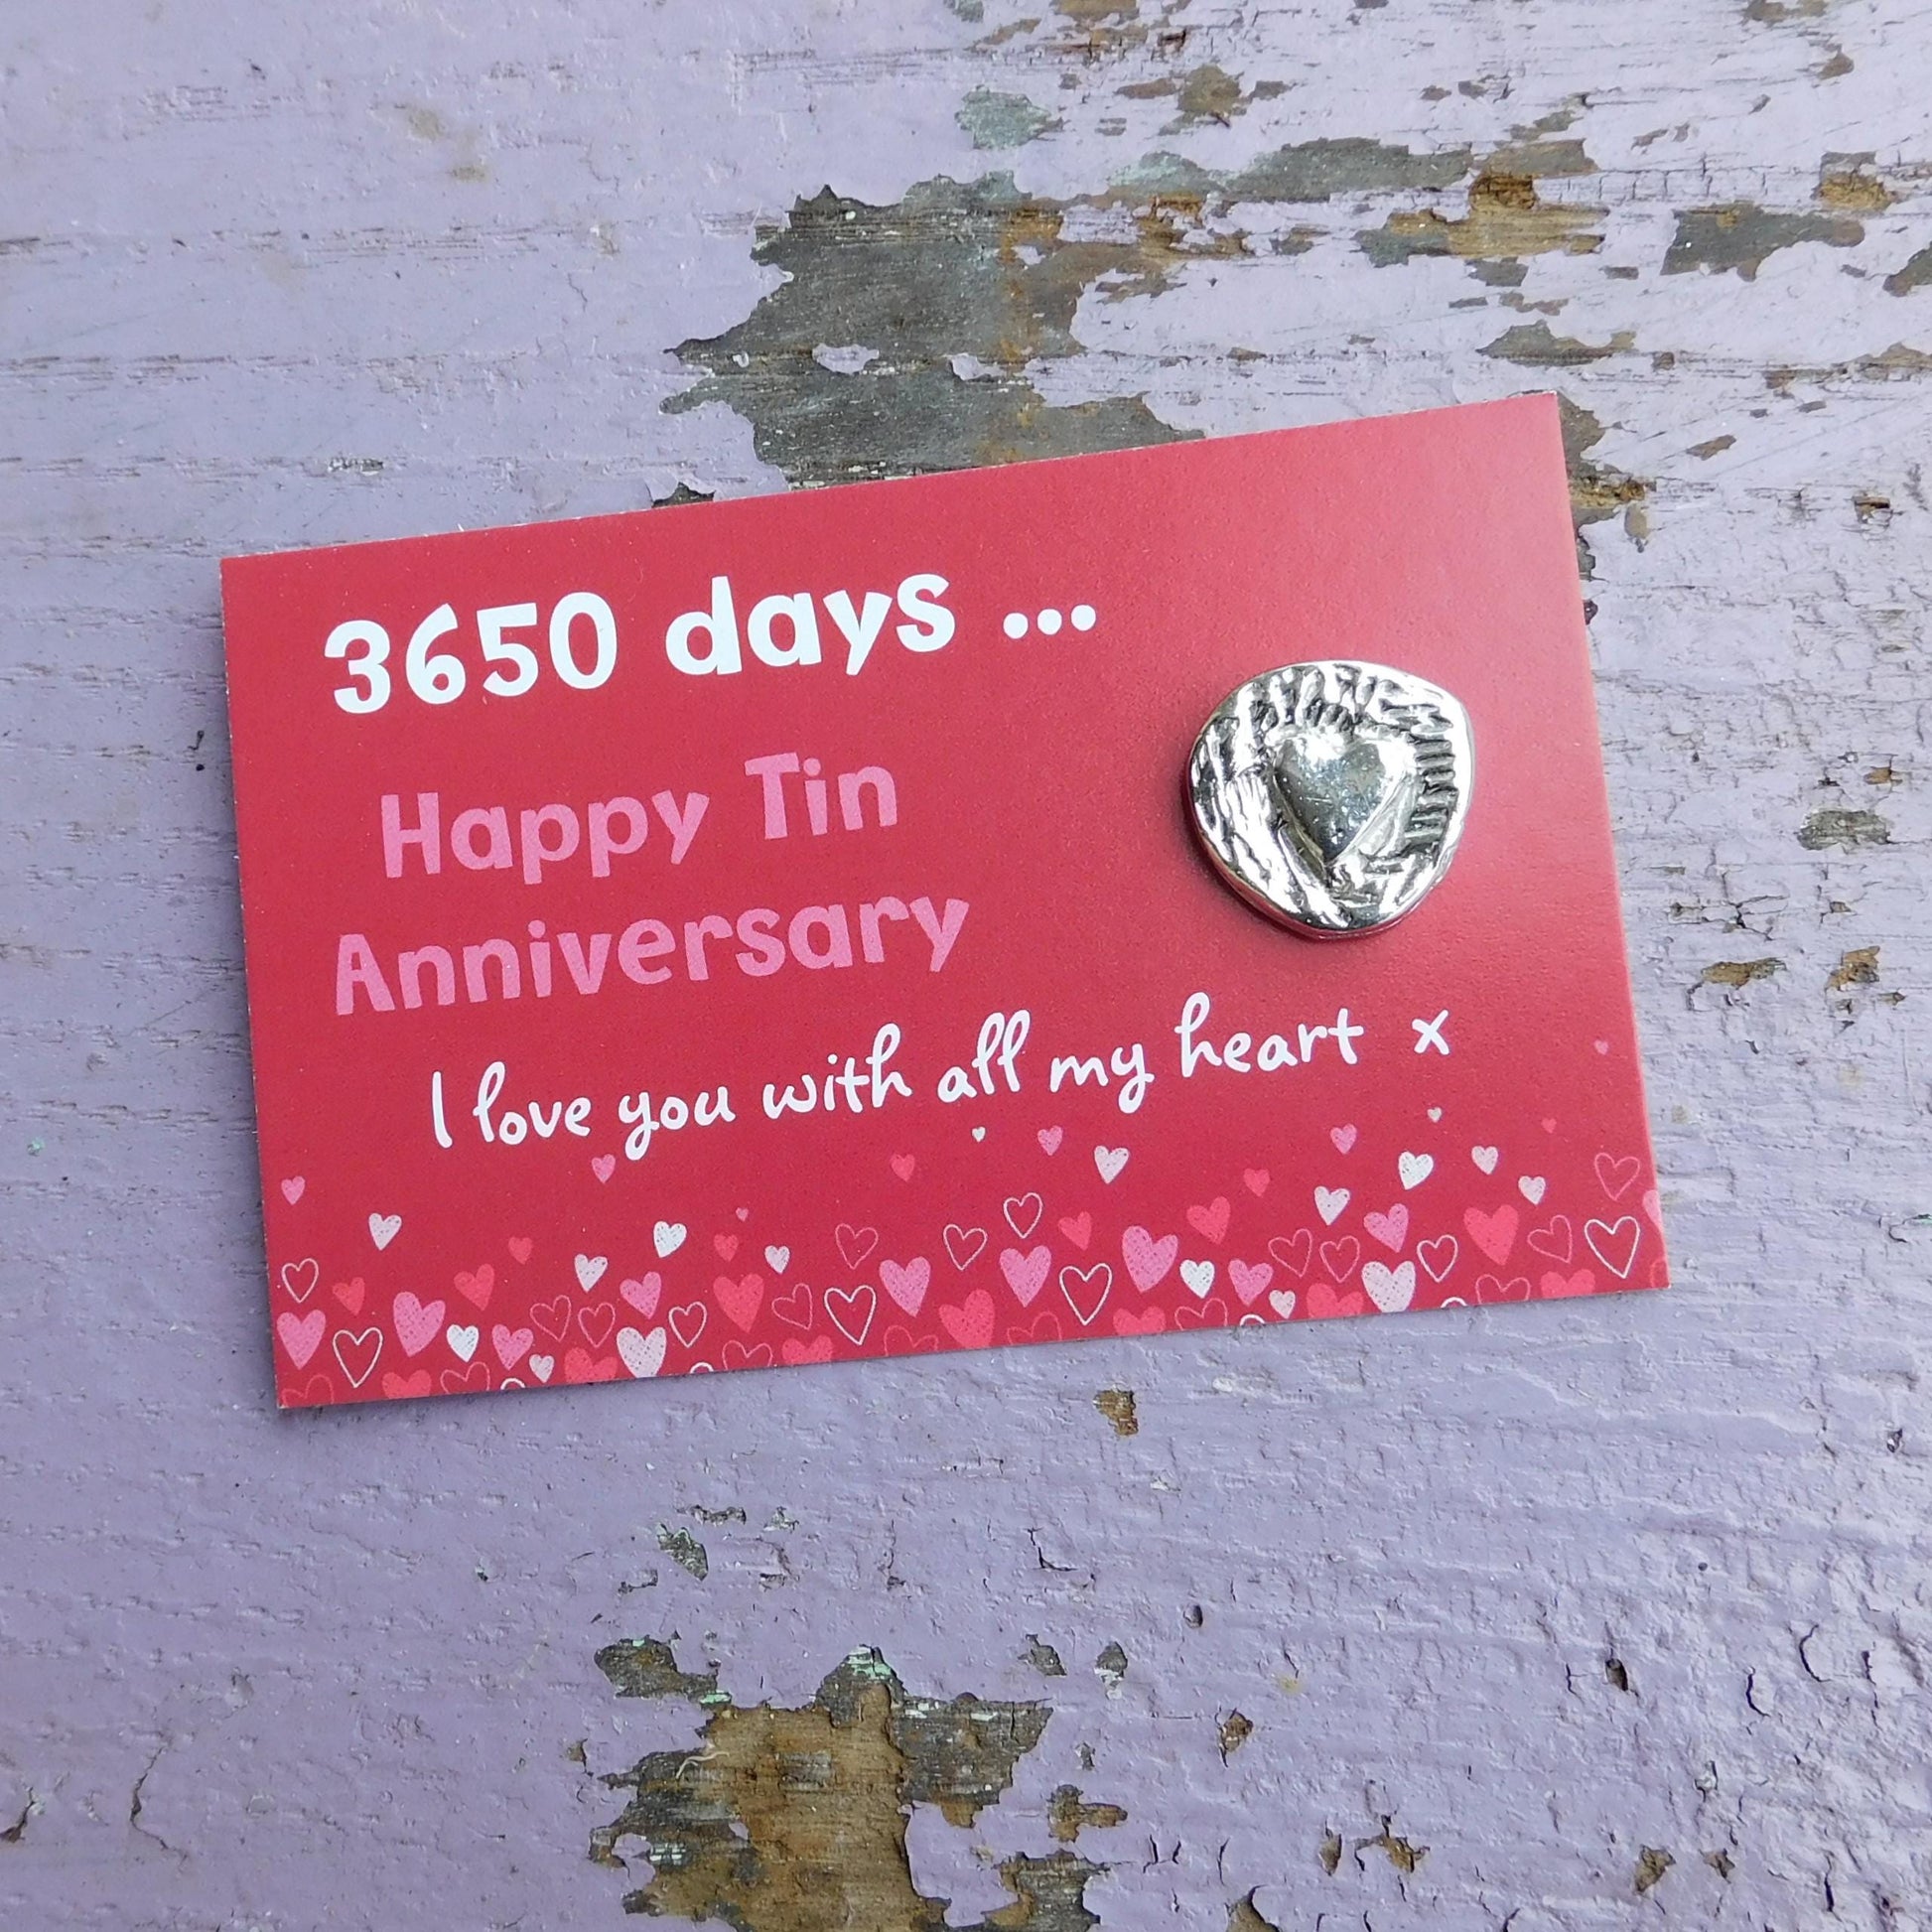 3650 days ...
Happy Tin
Anniversary
I love you with all my heart x